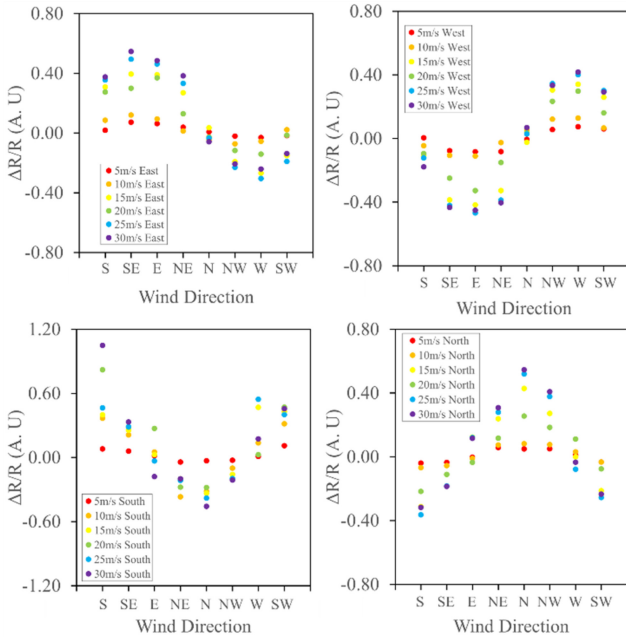 0.80
0.40
0.00
-0.40
-0.80
ΔR/R (A. U)
5m/s East
10m/s East
15m/s East
20m/s East
25m/s East
30m/s East
S SE E NE N NW W SW
Wind Direction
0.80
0.40
0.00
-0.40
-0.80
ΔR/R (A. U)
5m/s West
10m/s West
15m/s West
20m/s West
25m/s West
30m/s West
S SE E NE N NW W SW
Wind Direction
1.20
0.60
0.00
-0.60
-1.20
ΔR/R (A. U)
5m/s South
10m/s South
15m/s South
20m/s South
25m/s South
30m/s South
S SE E NE N NW W SW
Wind Direction
0.80
0.40
0.00
-0.40
-0.80
ΔR/R (A. U)
5m/s North
10m/s North
15m/s North
20m/s North
25m/s North
30m/s North
S SE E NE N NW W SW
Wind Direction